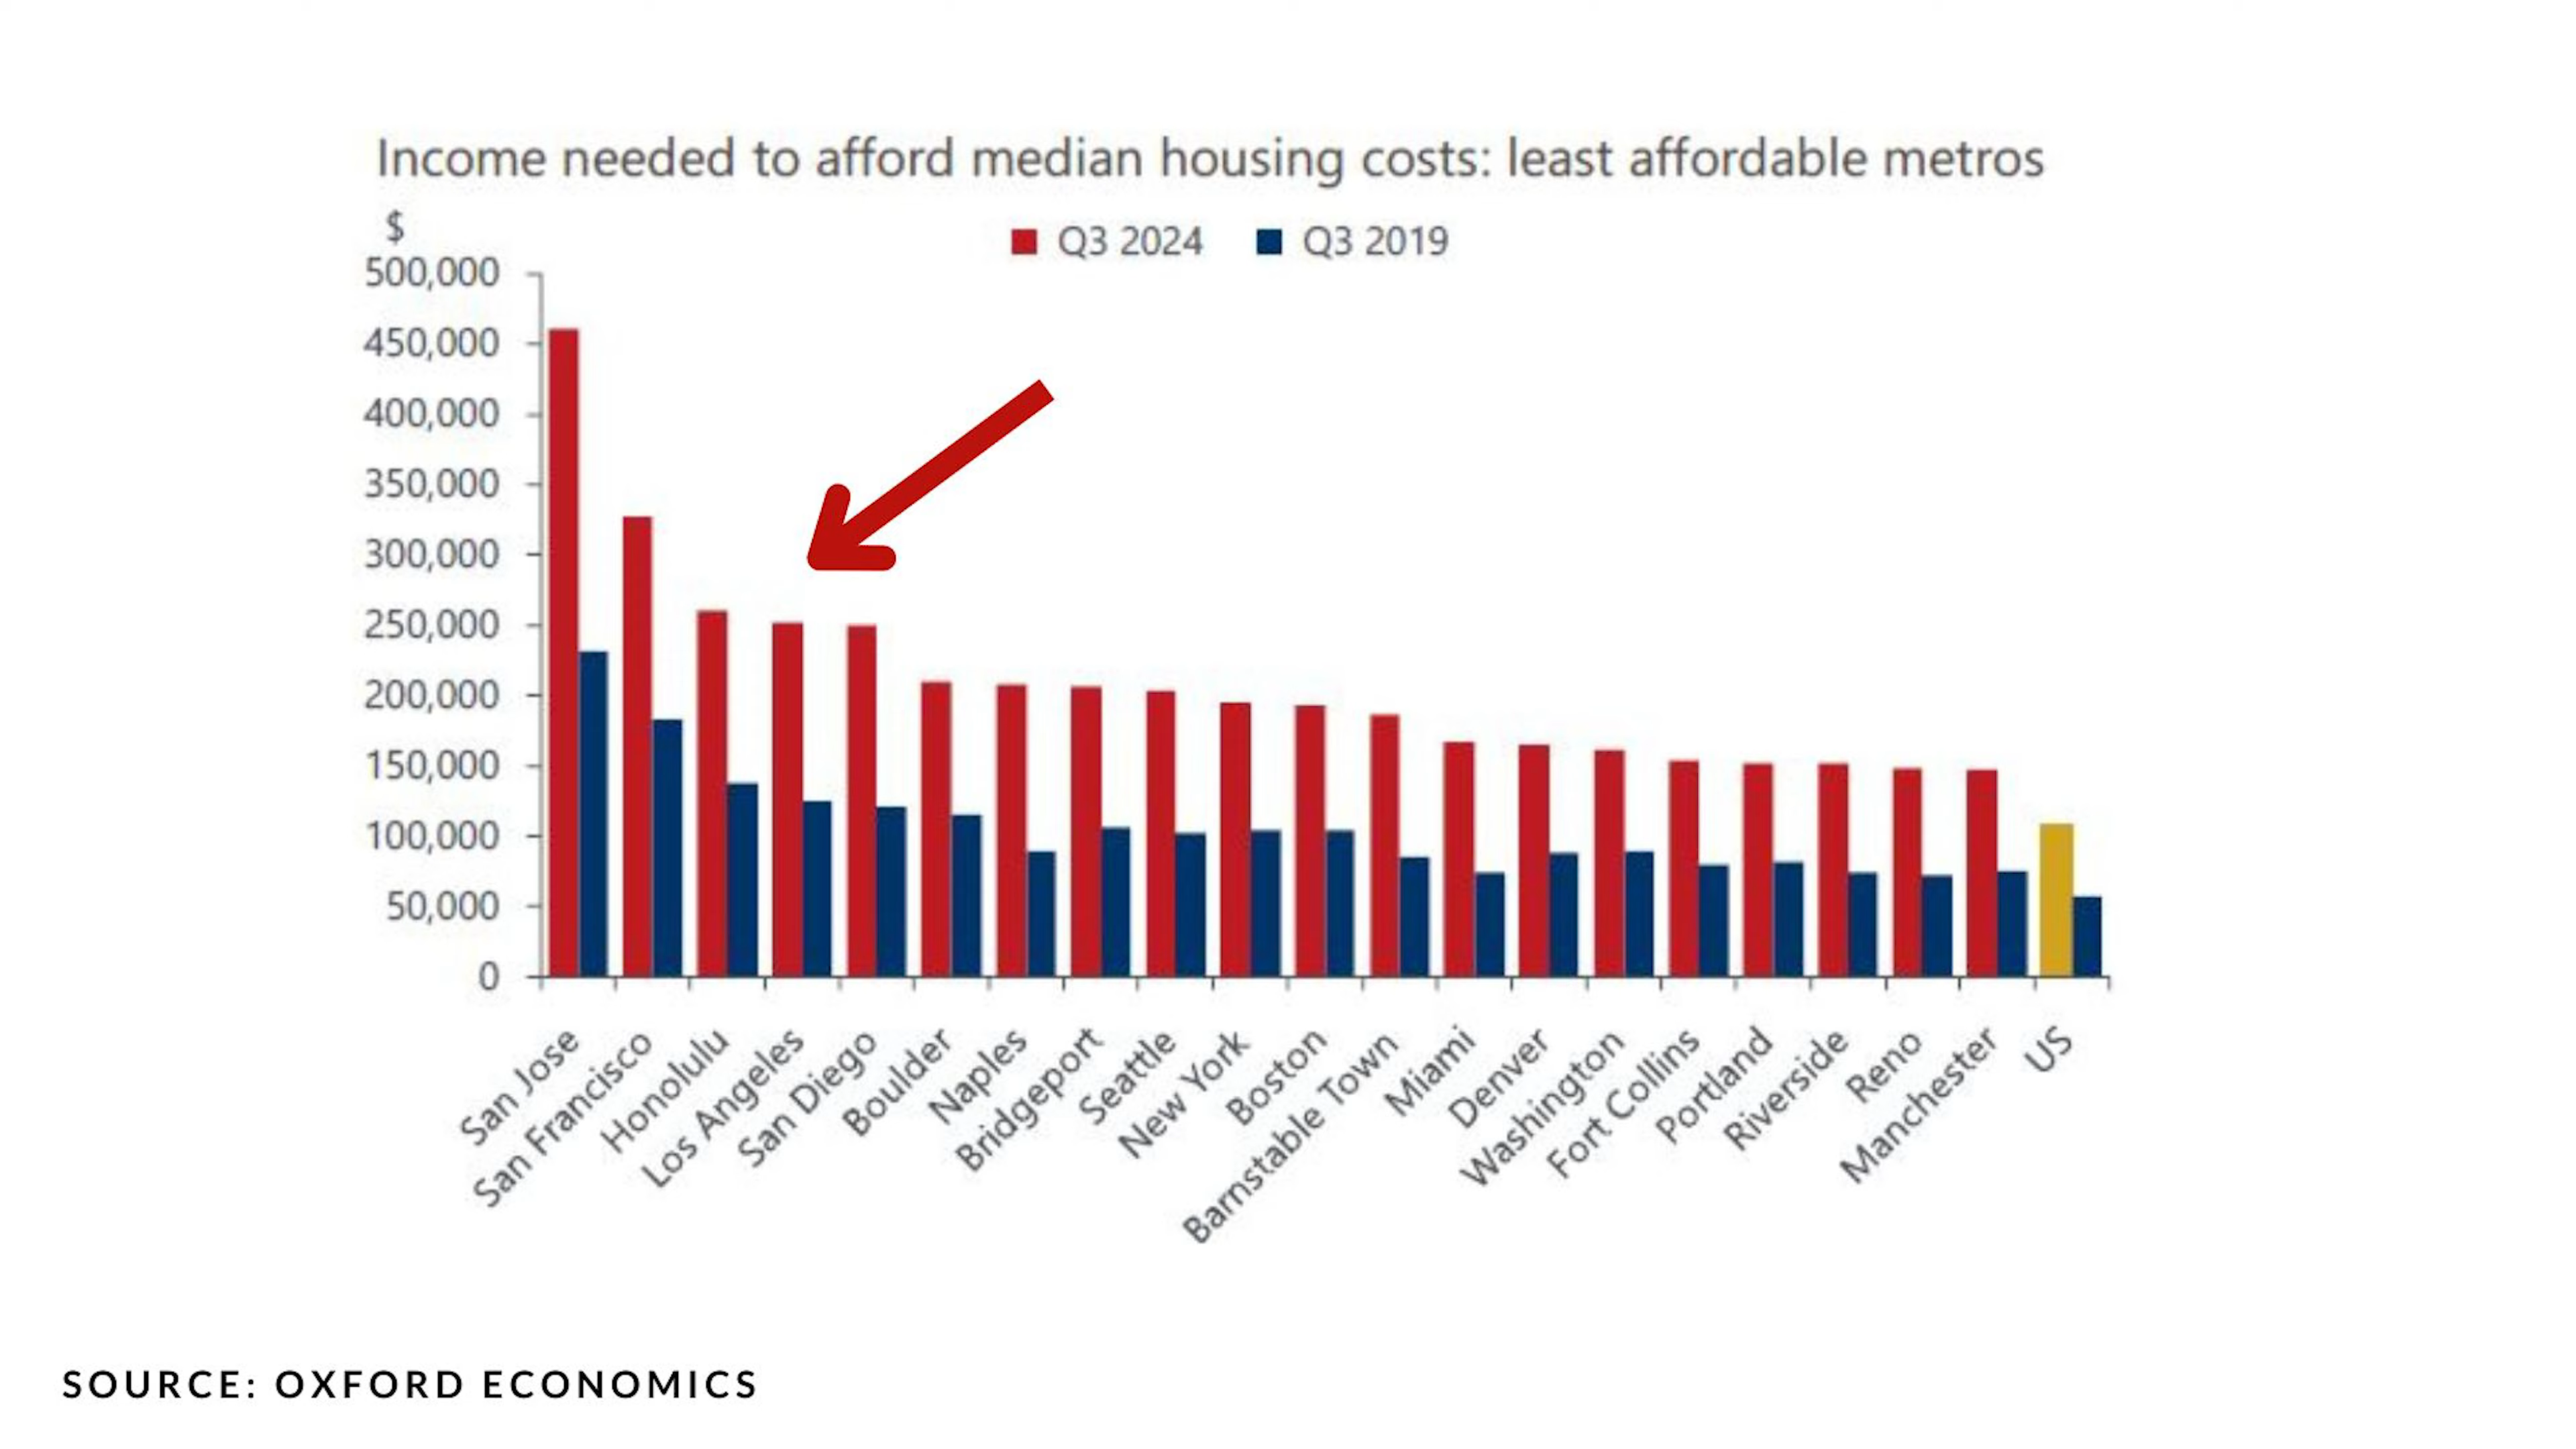 Income needed to afford median housing costs: least affordable metros
$
Q3 2024 Q3 2019
500,000
450,000
400,000
350,000
300,000
250,000
200,000
150,000
100,000
50,000
0
San Jose
San Francisco
Honolulu
Los Angeles
San Diego
Boulder
Naples
Bridgeport
Seattle
New York
Boston
Barnstable Town
Miami
Denver
Washington
Fort Collins
Portland
Riverside
Reno
Manchester
US
SOURCE: OXFORD ECONOMICS